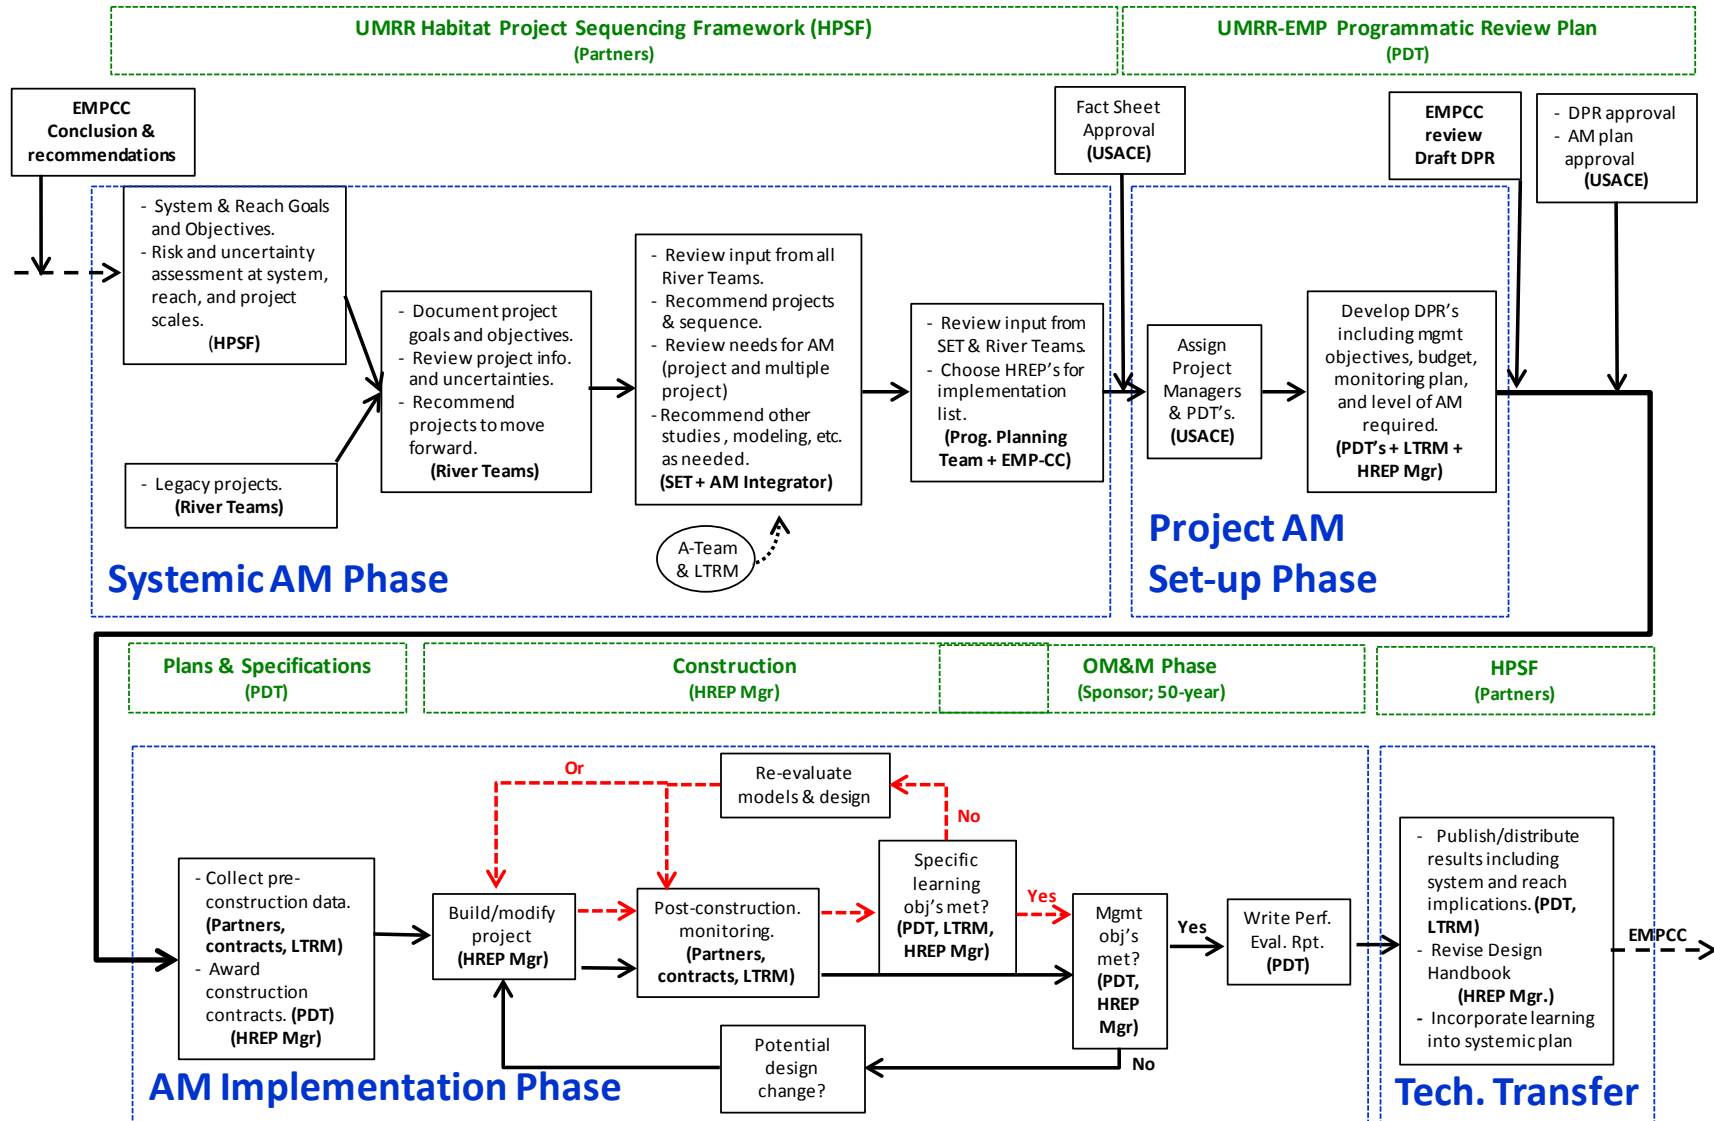 UMRR Habitat Project Sequencing Framework (HPSF)
(Partners)
UMRR-EMP Programmatic Review Plan
(PDT)
EMPCC
Conclusion &
recommendations
Fact Sheet
Approval
(USACE)
EMPCC
review
Draft DPR
- DPR approval
- AM plan
approval
(USACE)
- System & Reach Goals
and Objectives.
- Risk and uncertainty
assessment at system,
reach, and project
scales.
(HPSF)
- Legacy projects.
(River Teams)
- Document project
goals and objectives.
- Review project info.
and uncertainties.
- Recommend
projects to move
forward.
(River Teams)
- Review input from all
River Teams.
- Recommend projects
& sequence.
- Review needs for AM
(project and multiple
project)
- Recommend other
studies , modeling, etc.
as needed.
(SET + AM Integrator)
A-Team
& LTRM
- Review input from
SET & River Teams.
- Choose HREP's for
implementation
list.
(Prog. Planning
Team + EMP-CC)
Assign
Project
Managers
& PDT's.
(USACE)
Develop DPR's
including mgmt
objectives, budget,
monitoring plan,
and level of AM
required.
(PDT's + LTRM +
HREP Mgr)
Systemic AM Phase
Project AM
Set-up Phase
Plans & Specifications
(PDT)
Construction
(HREP Mgr)
OM&M Phase
(Sponsor; 50-year)
HPSF
(Partners)
Or
Re-evaluate
models & design
No
- Collect pre-
construction data.
(Partners,
contracts, LTRM)
- Award
construction
contracts. (PDT)
(HREP Mgr)
Build/modify
project
(HREP Mgr)
Post-construction.
monitoring.
(Partners,
contracts, LTRM)
Specific
learning
obj's met?
(PDT, LTRM,
HREP Mgr)
Yes
Mgmt
obj's
met?
(PDT,
HREP
Mgr)
Yes
No
Write Perf.
Eval. Rpt.
(PDT)
Potential
design
change?
- Publish/distribute
results including
system and reach
implications. (PDT,
LTRM)
- Revise Design
Handbook
(HREP Mgr.)
- Incorporate learning
into systemic plan
EMPCC
AM Implementation Phase
Tech. Transfer